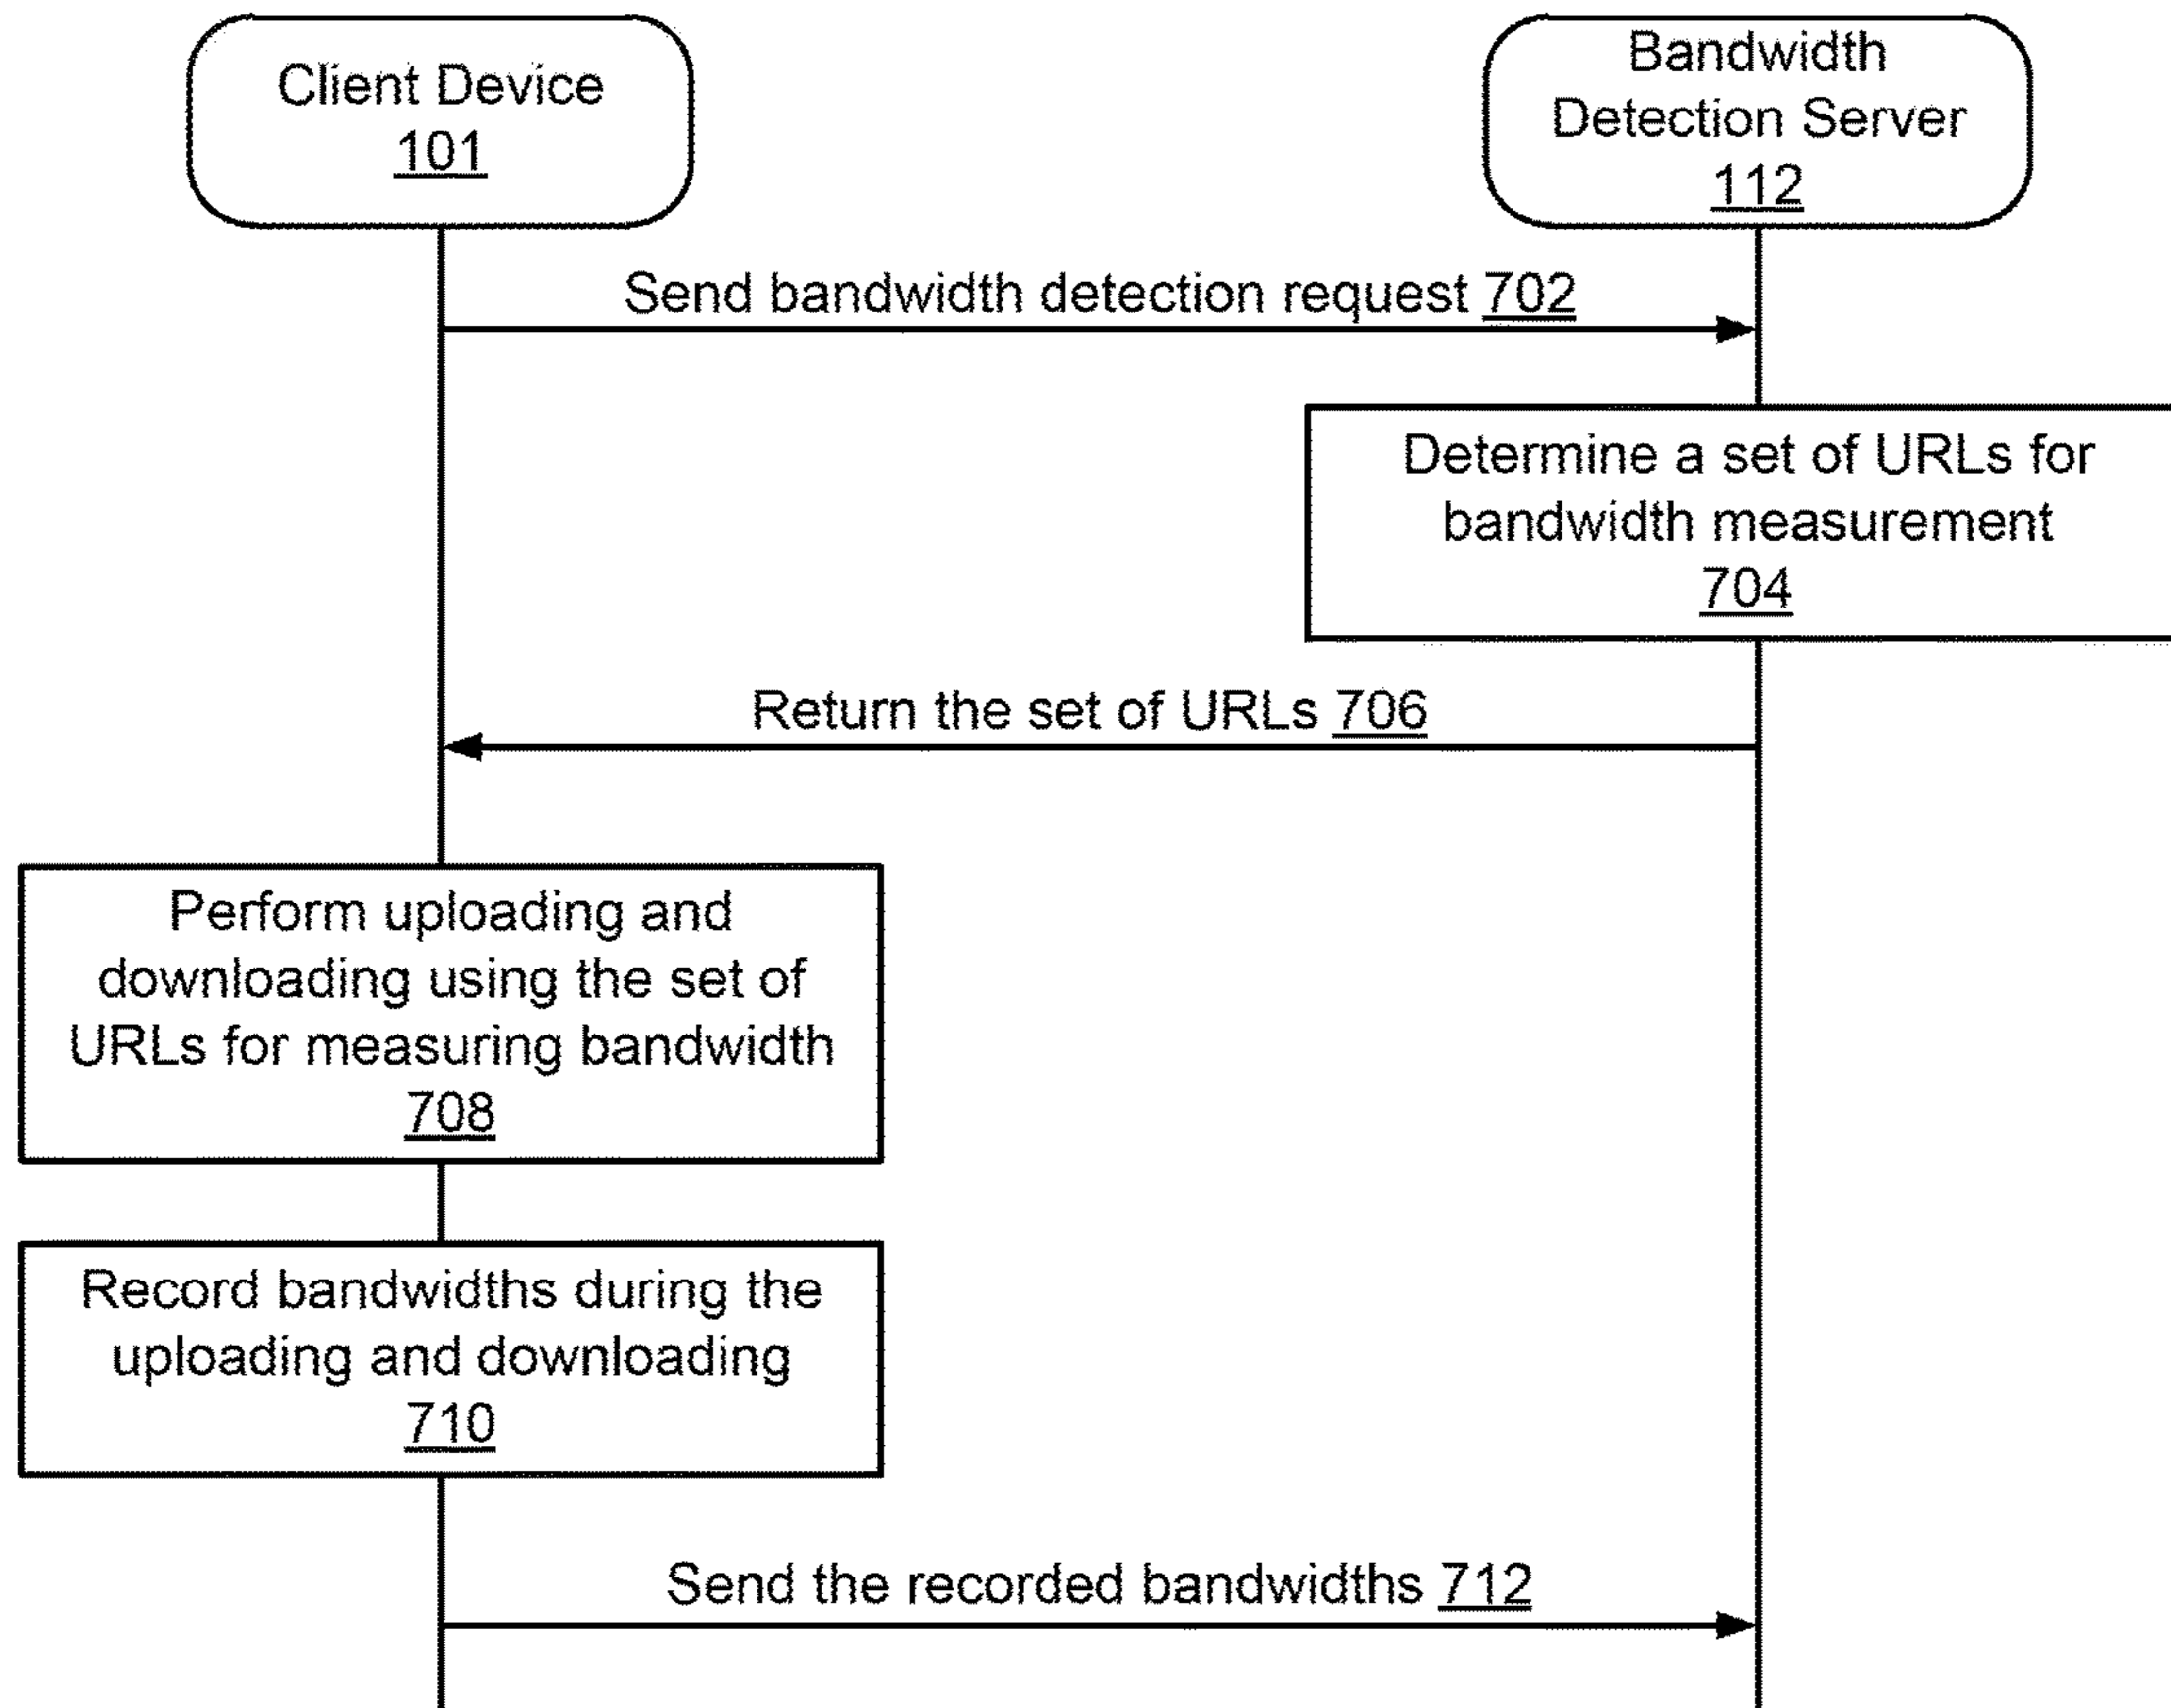 Client Device
101
Bandwidth
Detection Server
112
Send bandwidth detection request 702
Determine a set of URLs for
bandwidth measurement
704
Return the set of URLs 706
Perform uploading and
downloading using the set of
URLs for measuring bandwidth
708
Record bandwidths during the
uploading and downloading
710
Send the recorded bandwidths 712